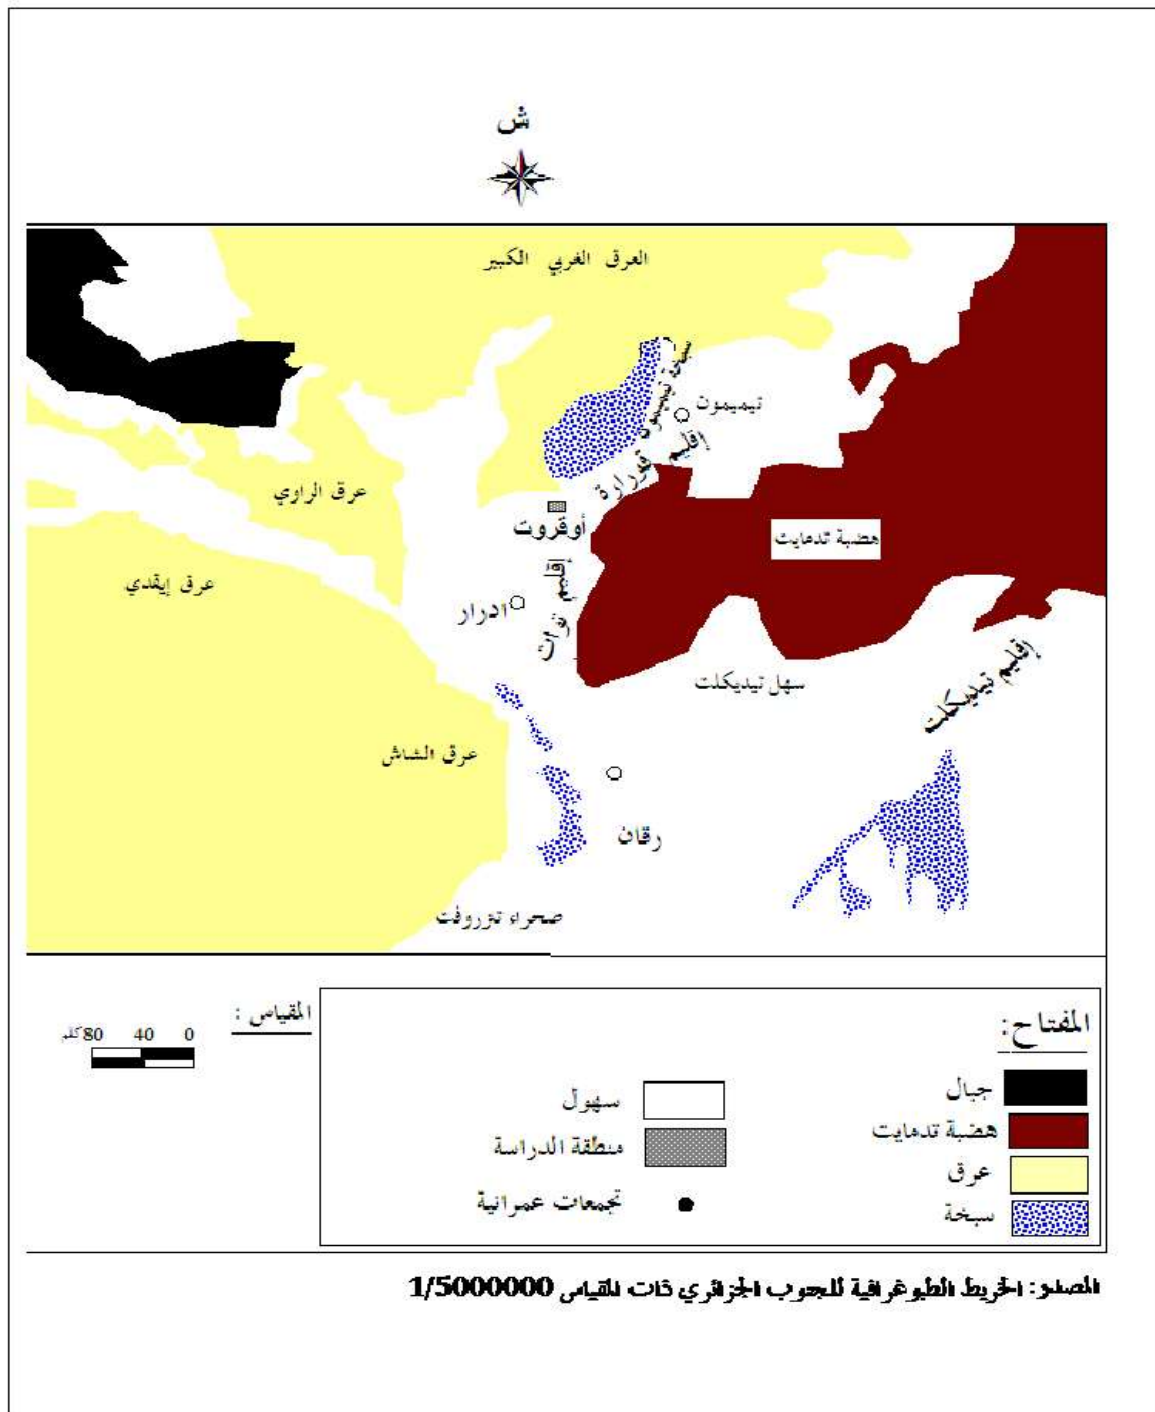 ش
العرق الغربي الكبير
سبخة تيميمون
تيميمون
إقليم قورارة
عرق الراوي
أوقروت
هضبة تدمايت
عرق إيقدي
إقليم توات
ادرار
إقليم تيديكلت
سهل تيديكلت
عرق الشاش
رقان
صحراء تنزروفت
المفتاح:
جبال
هضبة تدمايت
عرق
سبخة
سهول
منطقة الدراسة
تجمعات عمرانية
المقياس :
0 40 80كلم
المصدر: الخريط الطبوغرافية للجنوب الجزائري ذات المقياس 1/5000000